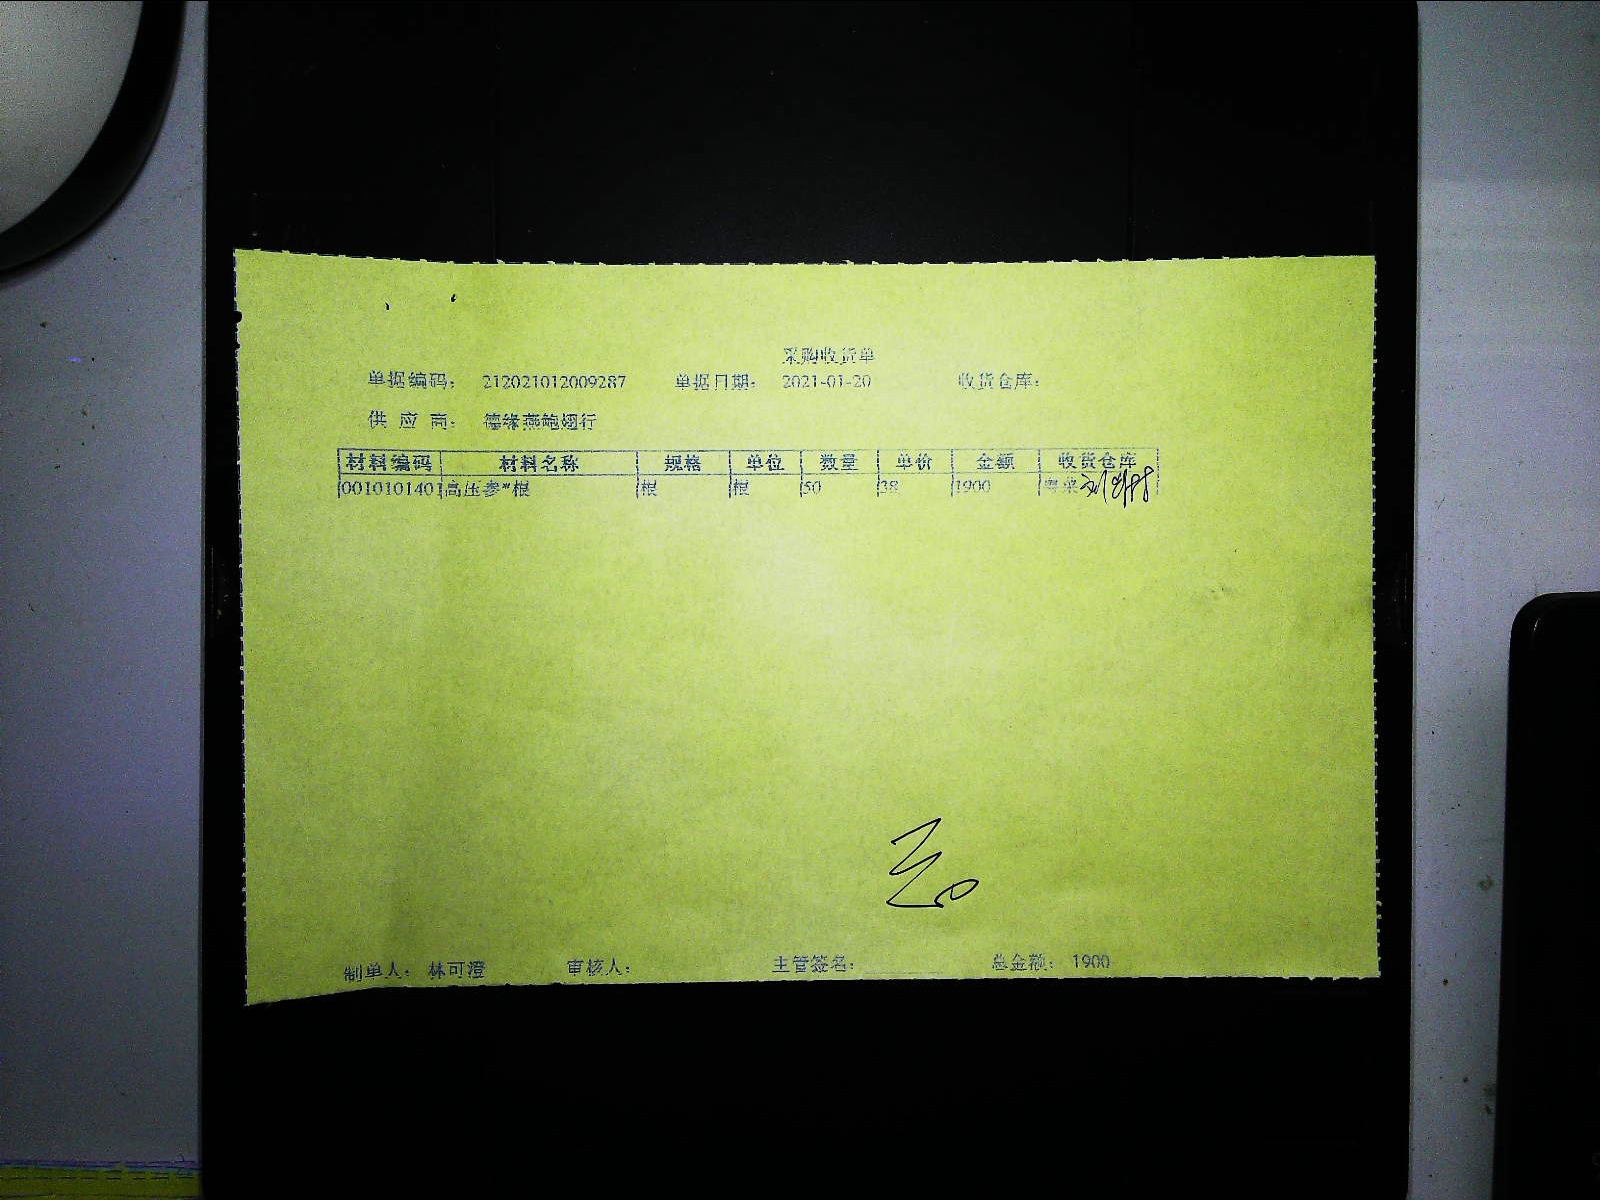 采购收货单
单据编码: 212021012009287 单据日期: 2021-01-20 收货仓库:
供应商: 德缘燕鲍翅行
材料编码 材料名称 规格 单位 数量 单价 金额 收货仓库
0010101401 高压参*根 根 根 50 38 1900 粤菜
制单人: 林可澄 审核人: 主管签名: 总金额: 1900